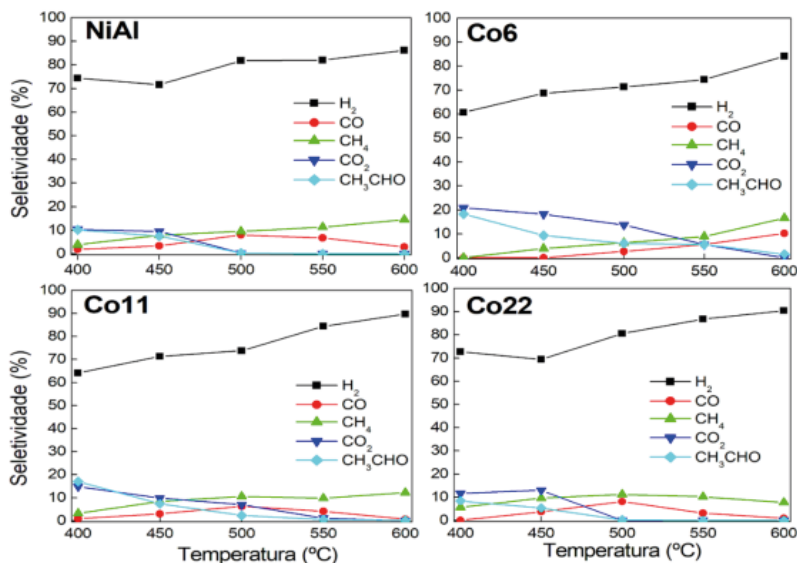 NiAl
Seletividade (%)
100
90
80
70
60
50
40
30
20
10
0
H₂
CO
CH₄
CO₂
CH₃CHO
400 450 500 550 600
Co6
100
90
80
70
60
50
40
30
20
10
0
H₂
CO
CH₄
CO₂
CH₃CHO
400 450 500 550 600
Co11
Seletividade (%)
100
90
80
70
60
50
40
30
20
10
0
H₂
CO
CH₄
CO₂
CH₃CHO
400 450 500 550 600
Temperatura (ºC)
Co22
100
90
80
70
60
50
40
30
20
10
0
H₂
CO
CH₄
CO₂
CH₃CHO
400 450 500 550 600
Temperatura (ºC)